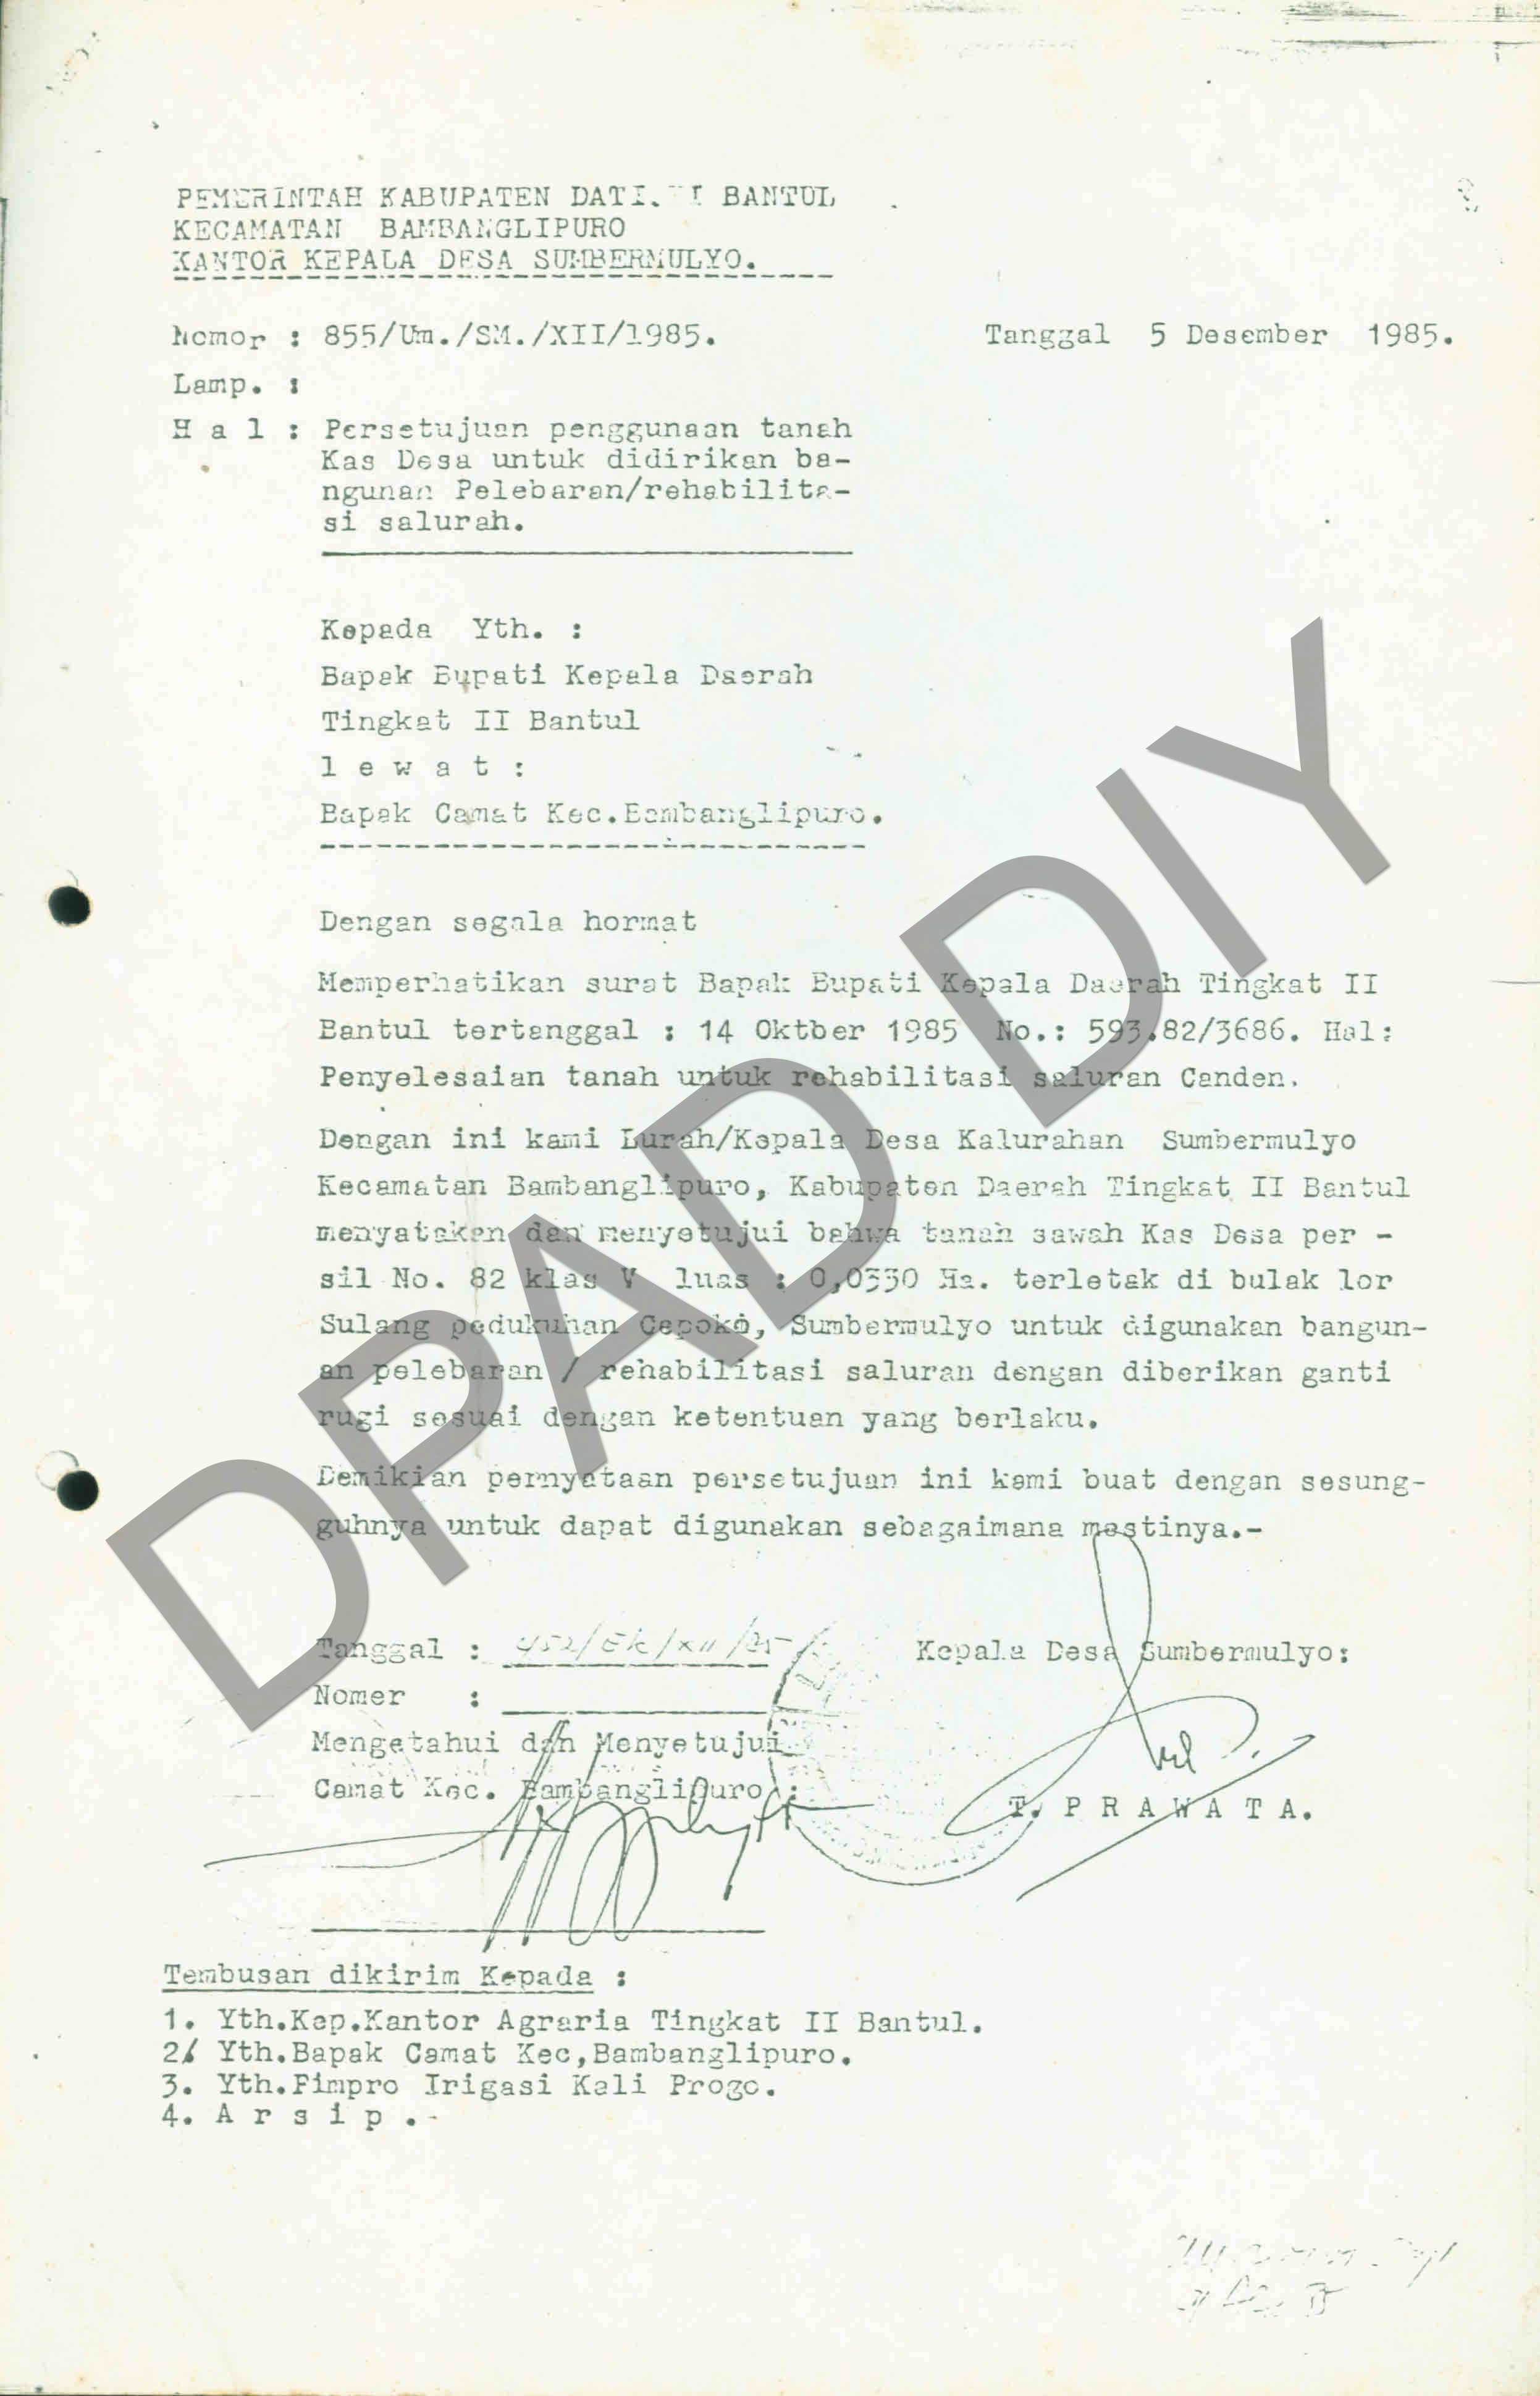 PEMERINTAH KABUPATEN DATI. II BANTUL
KECAMATAN BAMBANGLIPURO
KANTOR KEPALA DESA SUMBERMULYO.
Nomor : 855/Um./SM./XII/1985. Tanggal 5 Desember 1985.
Lamp. :
H a l : Persetujuan penggunaan tanah
Kas Desa untuk didirikan ba-
ngunan Pelebaran/rehabilita-
si salurah.
Kepada Yth. :
Bapak Bupati Kepala Daerah
Tingkat II Bantul
l e w a t :
Bapak Camat Kec.Bambanglipuro.
Dengan segala hormat
Memperhatikan surat Bapak Bupati Kepala Daerah Tingkat II
Bantul tertanggal : 14 Oktber 1985 No.: 593.82/3686. Hal:
Penyelesaian tanah untuk rehabilitasi saluran Canden.
Dengan ini kami Lurah/Kepala Desa Kalurahan Sumbermulyo
Kecamatan Bambanglipuro, Kabupaten Daerah Tingkat II Bantul
menyatakan dan menyetujui bahwa tanah sawah Kas Desa per -
sil No. 82 klas V luas : 0,0330 Ha. terletak di bulak lor
Sulang pedukuhan Cepoko, Sumbermulyo untuk digunakan bangun-
an pelebaran / rehabilitasi saluran dengan diberikan ganti
rugi sesuai dengan ketentuan yang berlaku.
Demikian pernyataan persetujuan ini kami buat dengan sesung-
guhnya untuk dapat digunakan sebagaimana mestinya.-
Tanggal : Kepala Desa Sumbermulyo:
Nomer :
Mengetahui dan Menyetujui
Camat Kec. Bambanglipuro :
T. P R A W A T A.
Tembusan dikirim Kepada :
1. Yth.Kep.Kantor Agraria Tingkat II Bantul.
2/ Yth.Bapak Camat Kec,Bambanglipuro.
3. Yth.Pimpro Irigasi Kali Progo.
4. A r s i p .-
DPAD DIY